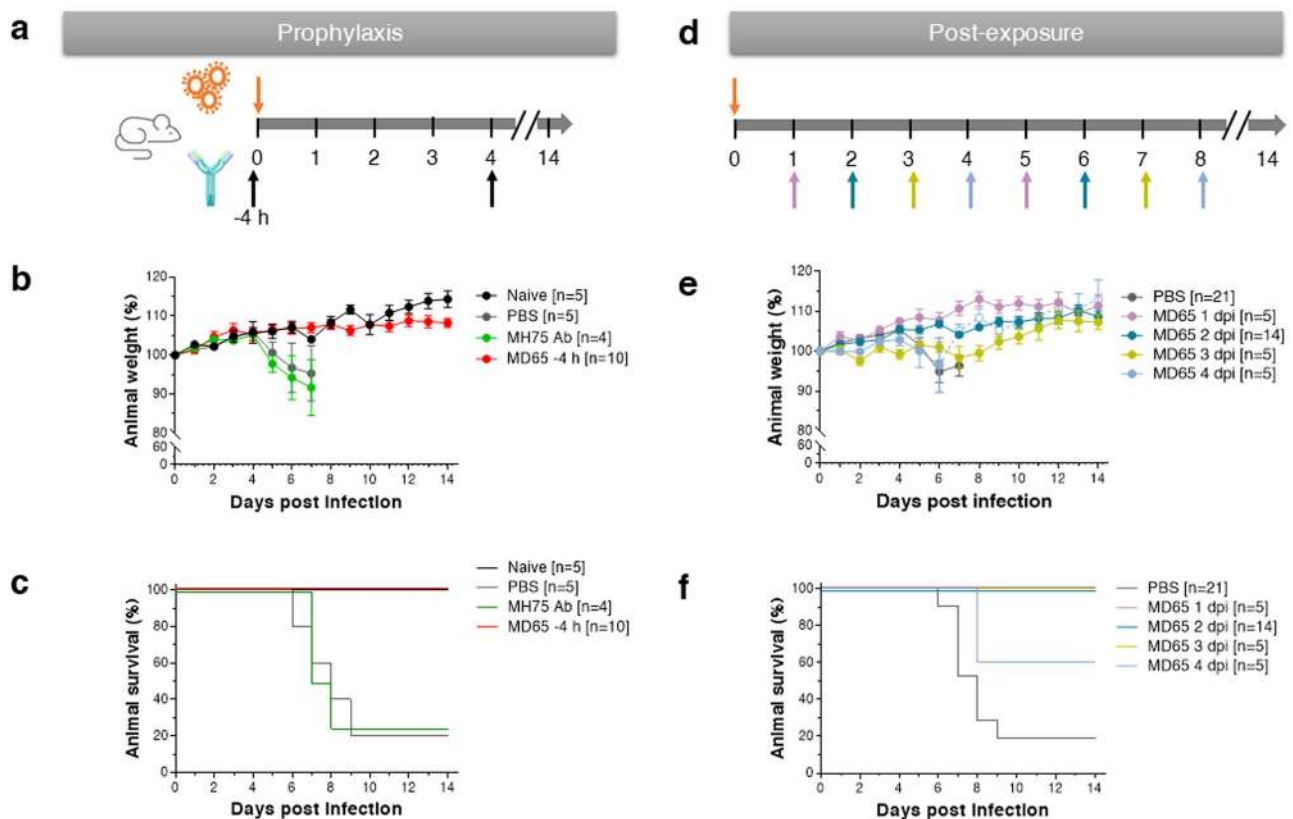 a
Prophylaxis
0 1 2 3 4 14
-4 h
b
Animal weight (%)
120
110
100
90
80
60
0
0 2 4 6 8 10 12 14
Days post infection
Naive [n=5]
PBS [n=5]
MH75 Ab [n=4]
MD65 -4 h [n=10]
c
Animal survival (%)
100
80
60
40
20
0
0 2 4 6 8 10 12 14
Days post infection
Naive [n=5]
PBS [n=5]
MH75 Ab [n=4]
MD65 -4 h [n=10]
d
Post-exposure
0 1 2 3 4 5 6 7 8 14
e
Animal weight (%)
120
110
100
90
80
60
0
0 2 4 6 8 10 12 14
Days post infection
PBS [n=21]
MD65 1 dpi [n=5]
MD65 2 dpi [n=14]
MD65 3 dpi [n=5]
MD65 4 dpi [n=5]
f
Animal survival (%)
100
80
60
40
20
0
0 2 4 6 8 10 12 14
Days post infection
PBS [n=21]
MD65 1 dpi [n=5]
MD65 2 dpi [n=14]
MD65 3 dpi [n=5]
MD65 4 dpi [n=5]